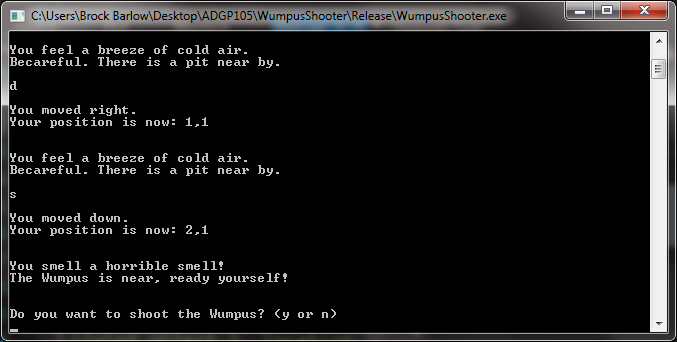 C:\Users\Brock Barlow\Desktop\ADGP105\WumpusShooter\Release\WumpusShooter.exe
You feel a breeze of cold air.
Becareful. There is a pit near by.
d
You moved right.
Your position is now: 1,1
You feel a breeze of cold air.
Becareful. There is a pit near by.
s
You moved down.
Your position is now: 2,1
You smell a horrible smell!
The Wumpus is near, ready yourself!
Do you want to shoot the Wumpus? (y or n)